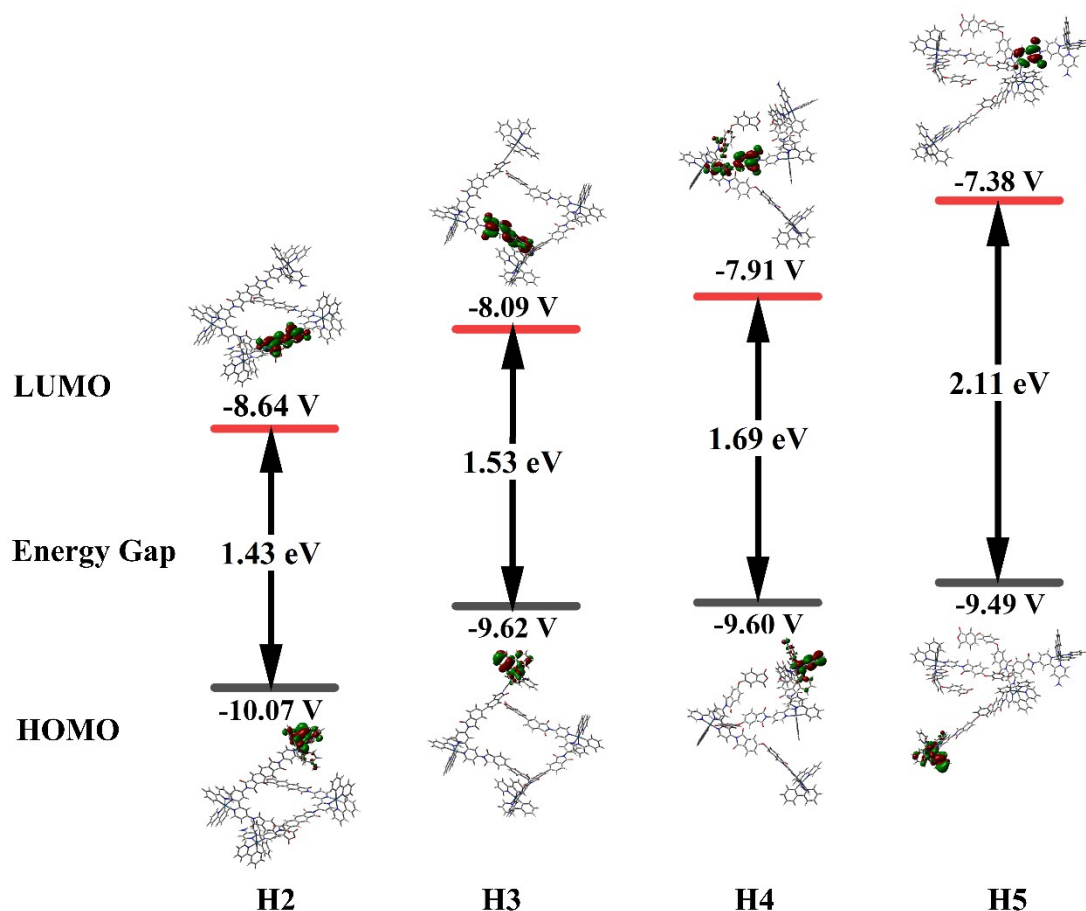 -7.38 V
-7.91 V
-8.09 V
LUMO
-8.64 V
2.11 eV
1.69 eV
1.53 eV
Energy Gap
1.43 eV
-9.49 V
-9.60 V
-9.62 V
-10.07 V
HOMO
H2 H3 H4 H5